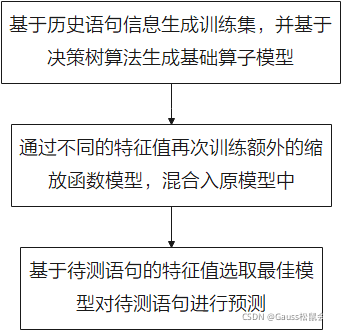 基于历史语句信息生成训练集，并基于
决策树算法生成基础算子模型
通过不同的特征值再次训练额外的缩
放函数模型，混合入原模型中
基于待测语句的特征值选取最佳模
型对待测语句进行预测
CSDN @Gauss松鼠会